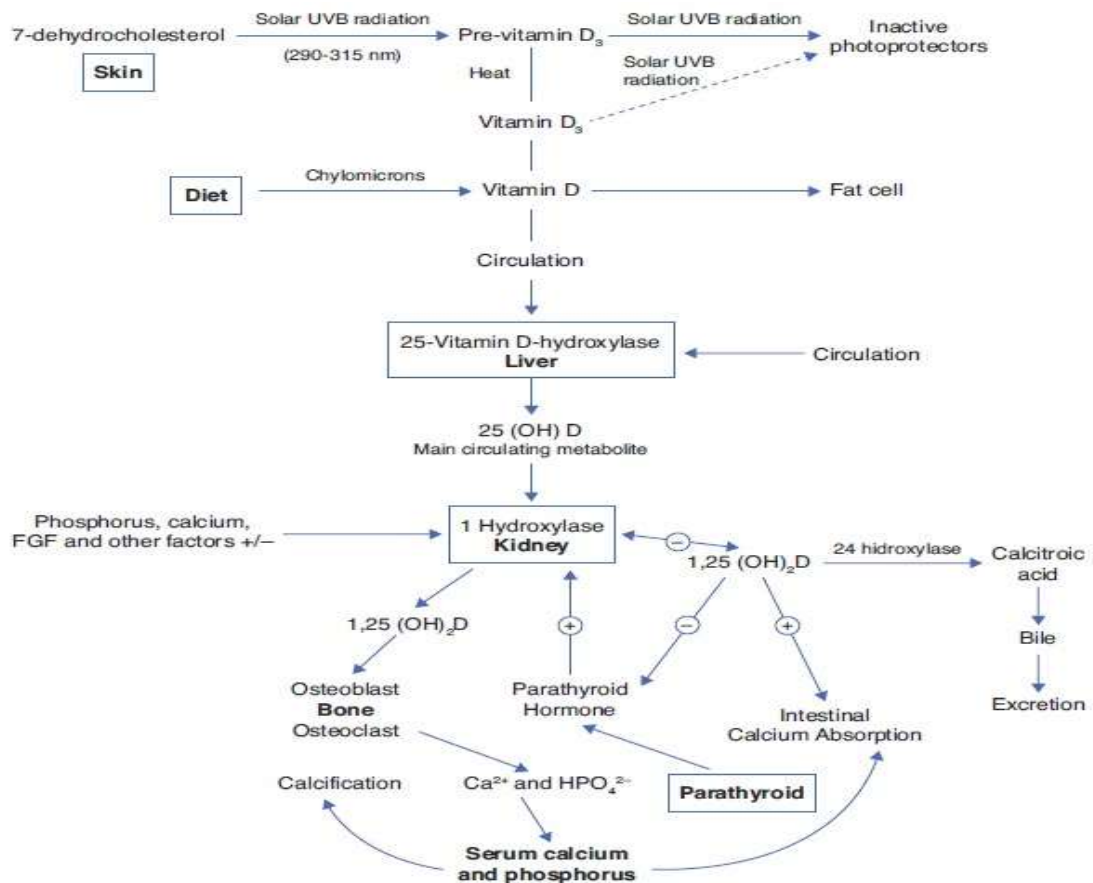 7-dehydrocholesterol
Solar UVB radiation
(290-315 nm)
Pre-vitamin D₃
Solar UVB radiation
Inactive
photoprotectors
Skin
Heat
Solar UVB
radiation
Vitamin D₃
Diet
Chylomicrons
Vitamin D
Fat cell
Circulation
25-Vitamin D-hydroxylase
Liver
Circulation
25 (OH) D
Main circulating metabolite
Phosphorus, calcium,
FGF and other factors +/–
1 Hydroxylase
Kidney
–
1,25 (OH)₂D
24 hidroxylase
Calcitroic
acid
1,25 (OH)₂D
+
–
+
Bile
Osteoblast
Bone
Osteoclast
Parathyroid
Hormone
Intestinal
Calcium Absorption
Excretion
Calcification
Ca²⁺ and HPO₄²⁻
Parathyroid
Serum calcium
and phosphorus